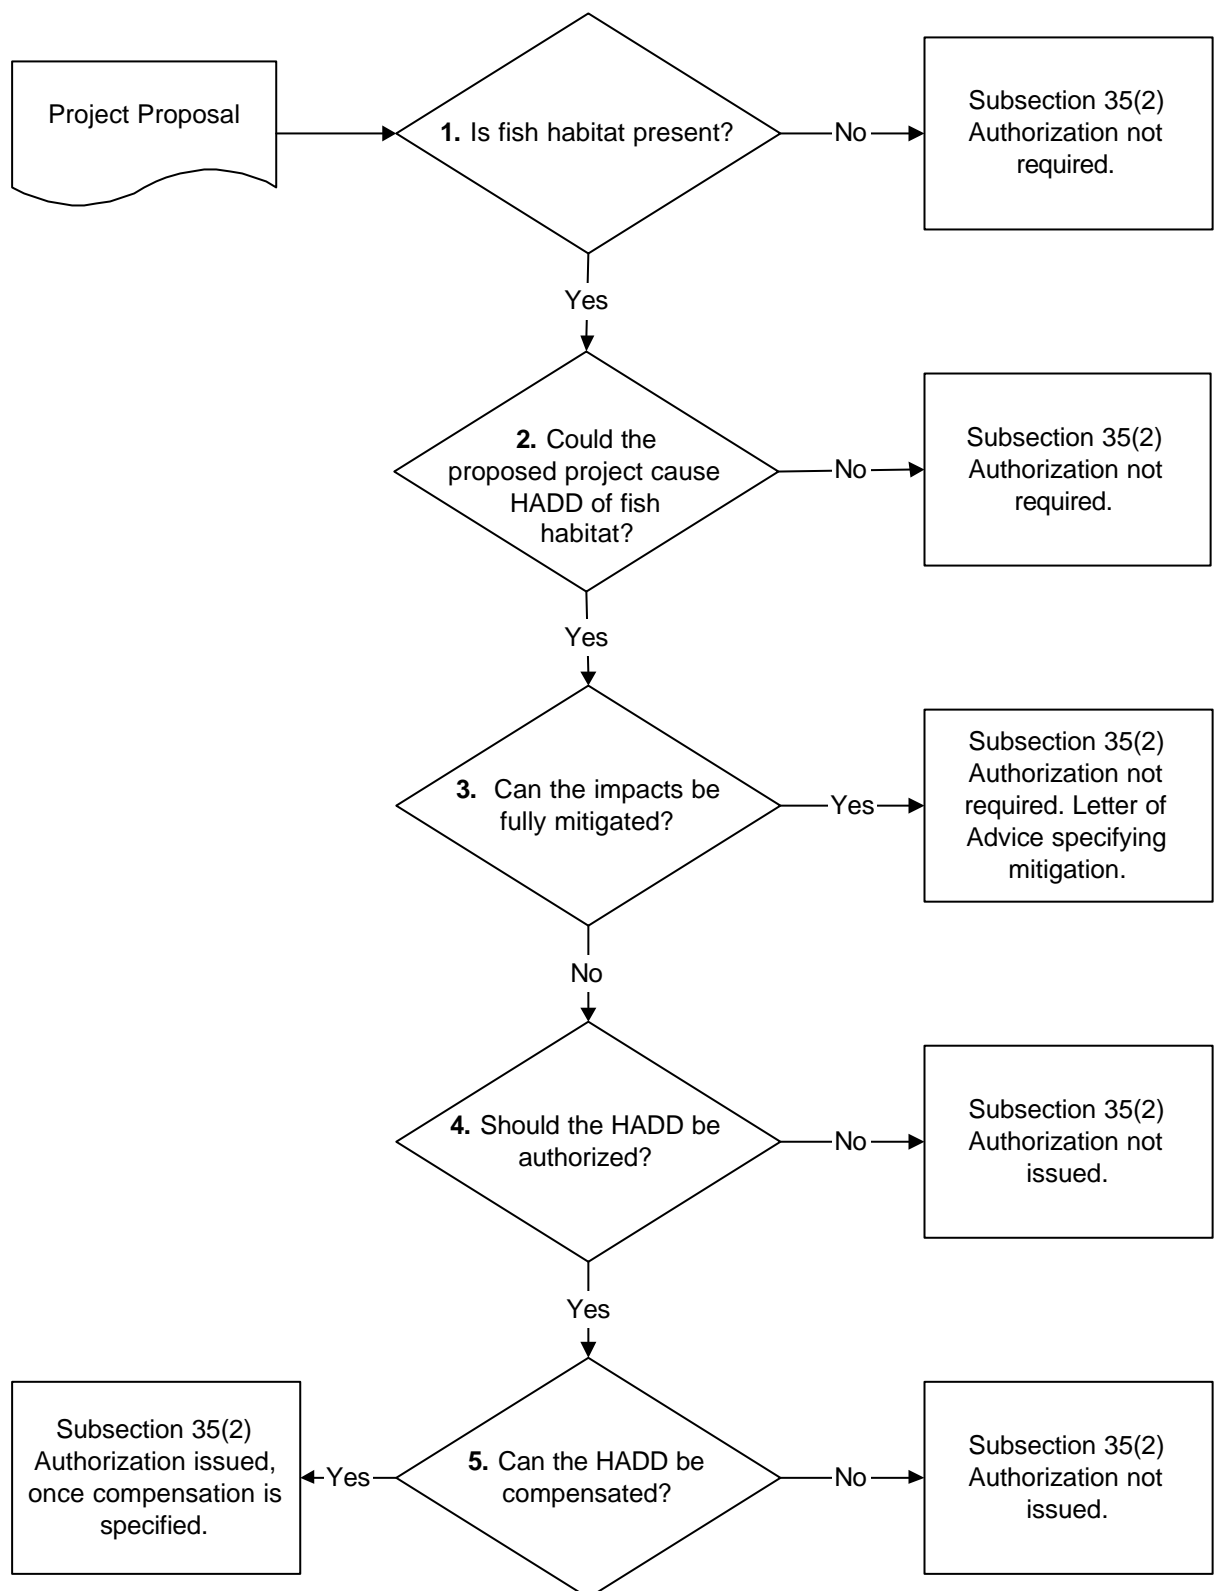 Project Proposal
1. Is fish habitat present?
No
Subsection 35(2)
Authorization not
required.
Yes
2. Could the
proposed project cause
HADD of fish
habitat?
No
Subsection 35(2)
Authorization not
required.
Yes
3. Can the impacts be
fully mitigated?
Yes
Subsection 35(2)
Authorization not
required. Letter of
Advice specifying
mitigation.
No
4. Should the HADD be
authorized?
No
Subsection 35(2)
Authorization not
issued.
Yes
Subsection 35(2)
Authorization issued,
once compensation is
specified.
Yes
5. Can the HADD be
compensated?
No
Subsection 35(2)
Authorization not
issued.